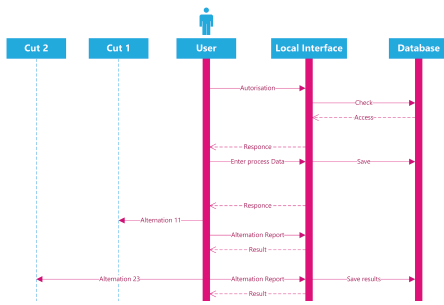 Cut 2
Cut 1
User
Local Interface
Database
Autorisation
Check
Access
Responce
Enter process Data
Save
Responce
Alternation 11
Alternation Report
Result
Alternation 23
Alternation Report
Save results
Result